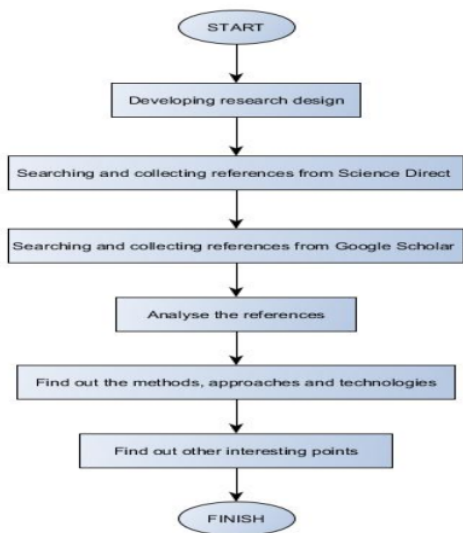 START
Developing research design
Searching and collecting references from Science Direct
Searching and collecting references from Google Scholar
Analyse the references
Find out the methods, approaches and technologies
Find out other interesting points
FINISH